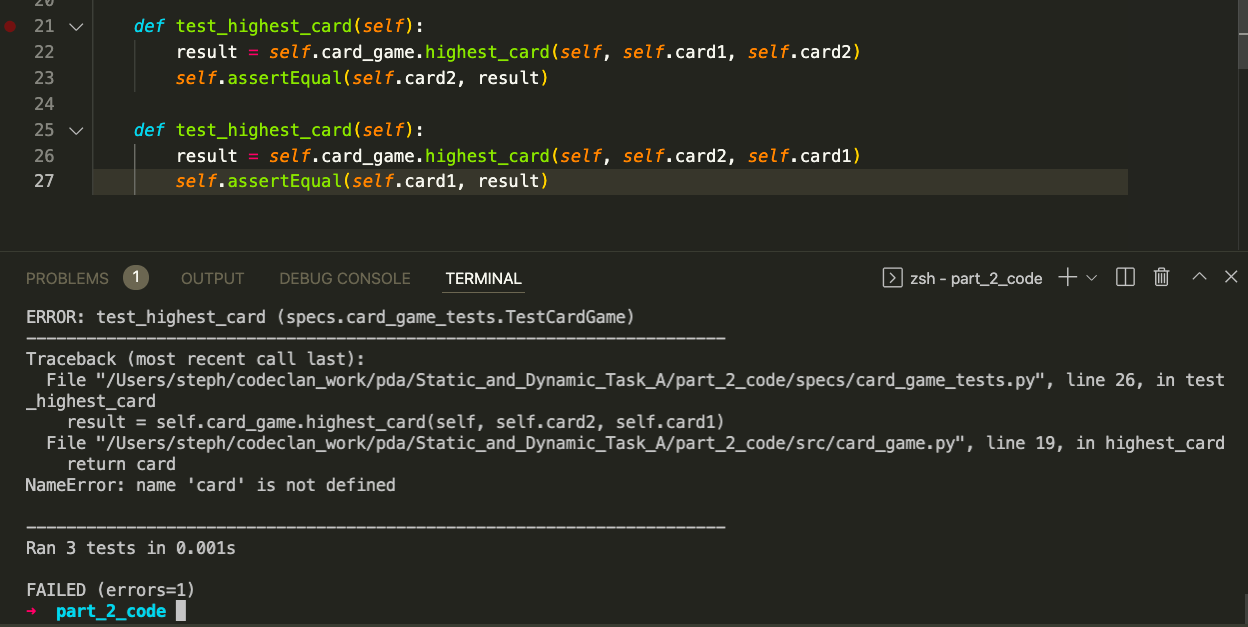 20
21 def test_highest_card(self):
22 result = self.card_game.highest_card(self, self.card1, self.card2)
23 self.assertEqual(self.card2, result)
24
25 def test_highest_card(self):
26 result = self.card_game.highest_card(self, self.card2, self.card1)
27 self.assertEqual(self.card1, result)
PROBLEMS 1 OUTPUT DEBUG CONSOLE TERMINAL zsh - part_2_code
ERROR: test_highest_card (specs.card_game_tests.TestCardGame)
----------------------------------------------------------------------
Traceback (most recent call last):
File "/Users/steph/codeclan_work/pda/Static_and_Dynamic_Task_A/part_2_code/specs/card_game_tests.py", line 26, in test
_highest_card
result = self.card_game.highest_card(self, self.card2, self.card1)
File "/Users/steph/codeclan_work/pda/Static_and_Dynamic_Task_A/part_2_code/src/card_game.py", line 19, in highest_card
return card
NameError: name 'card' is not defined
----------------------------------------------------------------------
Ran 3 tests in 0.001s
FAILED (errors=1)
→ part_2_code